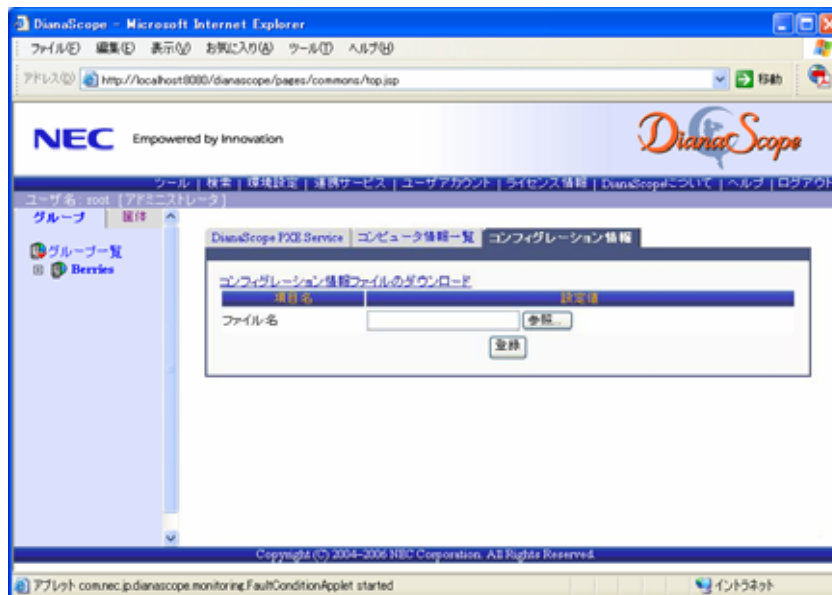 DianaScope - Microsoft Internet Explorer
ファイル(F) 編集(E) 表示(V) お気に入り(A) ツール(T) ヘルプ(H)
アドレス(D) http://localhost:8080/dianascope/pages/commons/top.jsp 移動
NEC Empowered by Innovation
DianaScope
ツール | 検索 | 環境設定 | 連携サービス | ユーザアカウント | ライセンス情報 | DianaScopeについて | ヘルプ | ログアウト
ユーザ名 : root [アドミニストレータ]
グループ 筐体
DianaScope PXE Service コンピュータ情報一覧 コンフィグレーション情報
グループ一覧
Berries
コンフィグレーション情報ファイルのダウンロード
項目名 設定値
ファイル名 参照...
登録
Copyright (C) 2004-2006 NEC Corporation. All Rights Reserved.
アプレット com.nec.jp.dianascope.monitoring.FaultConditionApplet started イントラネット